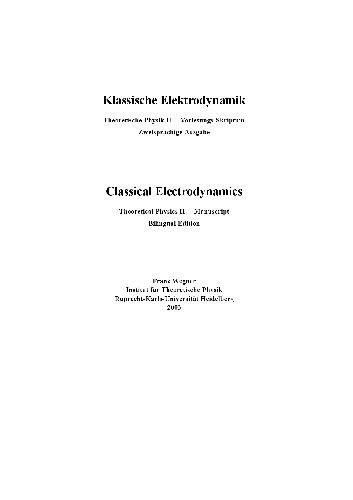 Klassische Elektrodynamik
Theoretische Physik II Vorlesungs-Skriptum
Zweisprachige Ausgabe
Classical Electrodynamics
Theoretical Physics II Manuscript
Bilingual Edition
Franz Wegner
Institut für Theoretische Physik
Ruprecht-Karls-Universität Heidelberg
2003